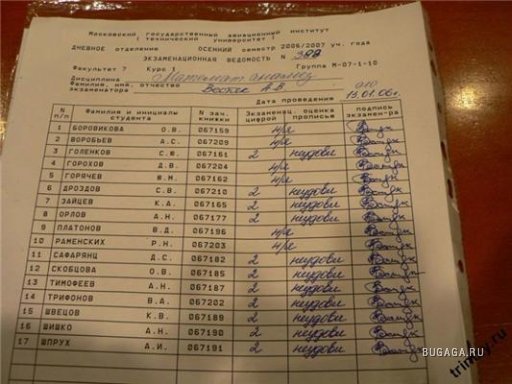 Московский государственный авиационный институт
( технический университет )
ДНЕВНОЕ отделение ОСЕННИЙ семестр 2006/2007 уч. года
ЭКЗАМЕНАЦИОННАЯ ВЕДОМОСТЬ N 322
Факультет 7 Курс 1 Группа М-07-1-10
Дисциплина Математ анализ
Фамилия, имя, отчество
экзаменатора А.В.
Дата проведения 13.01.06г.
N п/п Фамилия и инициалы студента N зач. книжки Экзаменац. оценка цифрой прописью подпись экзамен-ра
1 БОРОВИКОВА О.В. 067159 н/я
2 ВОРОБЬЕВ А.С. 067209 н/я
3 ГОЛЕНКОВ С.Ю. 067161 2 неудовл
4 ГОРОХОВ Д.В. 067204 н/я
5 ГОРЯЧЕВ Ю.М. 067162 н/я
6 ДРОЗДОВ С.В. 067210 2 неудовл
7 ЗАЙЦЕВ К.А. 067165 2 неудовл
8 ОРЛОВ А.Н. 067177 2 неудовл
9 ПЛАТОНОВ В.Д. 067196 н/я
10 РАМЕНСКИХ Р.Н. 067203 н/я
11 САФАРЯНЦ Д.С. 067182 2 неудовл
12 СКОБЦОВА О.В. 067185 2 неудовл
13 ТИМОФЕЕВ А.Н. 067187 2 неудовл
14 ТРИФОНОВ В.А. 067202 2 неудовл
15 ШВЕЦОВ К.В. 067189 2 неудовл
16 ШИШКО А.Н. 067190 2 неудовл
17 ШПРУХ А.И. 067191 2 неудовл
BUGAGA.RU